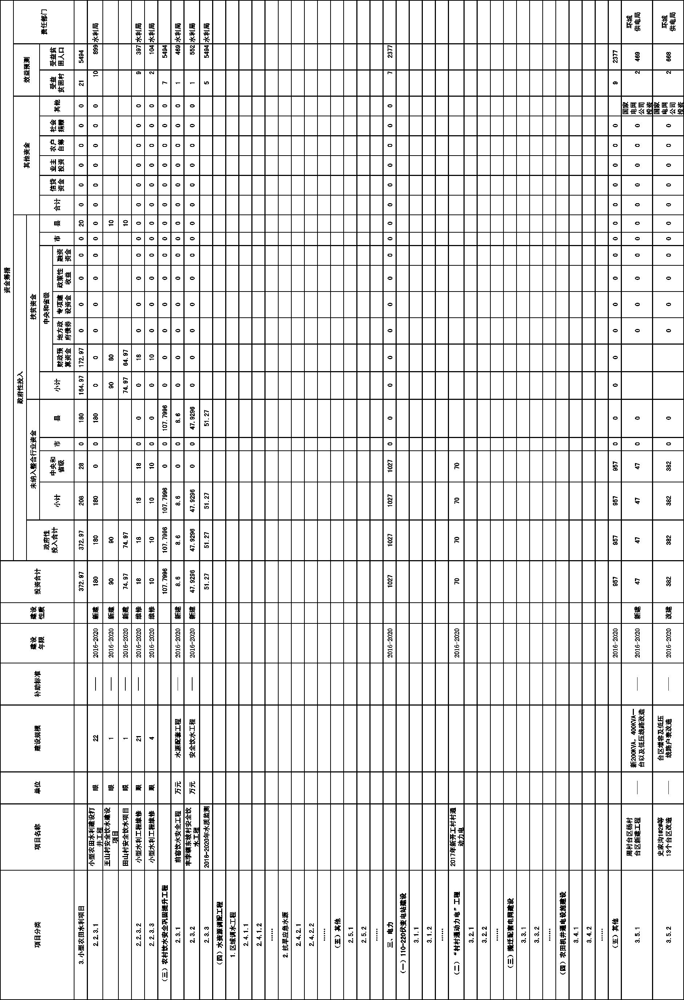 资金筹措
政府性投入 其他资金 效益预测
未纳入整合行业资金 扶贫资金
中央和省级
项目分类 项目名称 单位 建设规模 补助标准 建设年限 建设性质 投资合计 政府性投入合计 小计 中央和省级 市 县 小计 财政预算资金 地方政府债券 专项建设资金 政策性收益 融资资金 市 县 合计 信贷资金 业主投资 农户自筹 社会捐赠 其他 受益贫困村 受益贫困人口 责任部门
3.小型农田水利项目 372.97 372.97 208 28 0 180 164.97 172.97 0 0 0 0 0 20 0 0 0 0 0 0 21 5494
2.2.3.1 小型农田水利建设打井工程 眼 22 —— 2016-2020 新建 180 180 180 0 0 180 0 0 0 0 0 0 0 0 0 0 0 0 0 0 10 899 水利局
王山村安全饮水建设项目 眼 1 —— 2016-2020 新建 90 90 90 80 10
田山村安全饮水项目 眼 1 —— 2016-2020 新建 74.97 74.97 74.97 64.97 10
2.2.3.2 小型水利工程维修 眼 21 —— 2016-2020 维修 18 18 18 18 0 0 0 18 0 0 0 0 0 0 0 0 0 0 0 0 9 397 水利局
2.2.3.3 小型水利工程维修 眼 4 2016-2020 维修 10 10 10 10 0 0 0 10 0 0 0 0 0 0 0 0 0 0 0 0 2 104 水利局
(三)农村饮水安全巩固提升工程 107.7996 107.7996 107.7996 0 0 107.7996 0 0 0 0 0 0 0 0 0 0 0 0 0 0 7 5494
2.3.1 前窑饮水安全工程 万元 水源配套工程 —— 2016-2020 新建 8.6 8.6 8.6 0 0 8.6 0 0 0 0 0 0 0 0 0 0 0 0 0 0 1 469 水利局
2.3.2 丰李镇东坡村安全饮水工程 万元 安全饮水工程 —— 2016-2020 新建 47.9296 47.9296 47.9296 0 0 47.9296 0 0 0 0 0 0 0 0 0 0 0 0 0 0 1 552 水利局
2.3.3 2016-2020年水质监测 51.27 51.27 51.27 51.27 5 5494 水利局
(四)水资源调配工程
1.区域调水工程
2.4.1.1
2.4.1.2
……
2.抗旱应急水源
2.4.2.1
2.4.2.2
……
(五)其他
2.5.1
2.5.2
……
三、电力 2016-2020 1027 1027 1027 1027 0 0 0 0 0 0 0 0 0 0 0 0 0 0 0 0 7 2377
(一)110-220伏变电站建设
3.1.1
3.1.2
……
(二)“村村通动力电”工程 2017年新开工村村通动力电 2016-2020 70 70 70 70
3.2.1
3.2.2
……
(三)搬迁配套电网建设
3.3.1
3.3.2
……
(四)农田机井通电设施建设
3.4.1
3.4.2
……
(五)其他 2016-2020 957 957 957 957 0 0 0 0 0 0 0 0 0 0 0 0 0 0 0 9 2377
3.5.1 周村台区杨村台区新建工程 —— 新200KVA,400KVA一台以及低压线路改造 —— 2016-2020 新建 47 47 47 47 0 0 0 0 0 0 0 0 0 0 0 0 0 国家电网公司投资 2 469 环城供电局
3.5.2 史家沟1#2#等13个台区改造 —— 台区增容及低压线路户表改造 —— 2016-2020 改建 382 382 382 382 0 0 0 0 0 0 0 0 0 0 0 0 0 国家电网公司投资 2 668 环城供电局